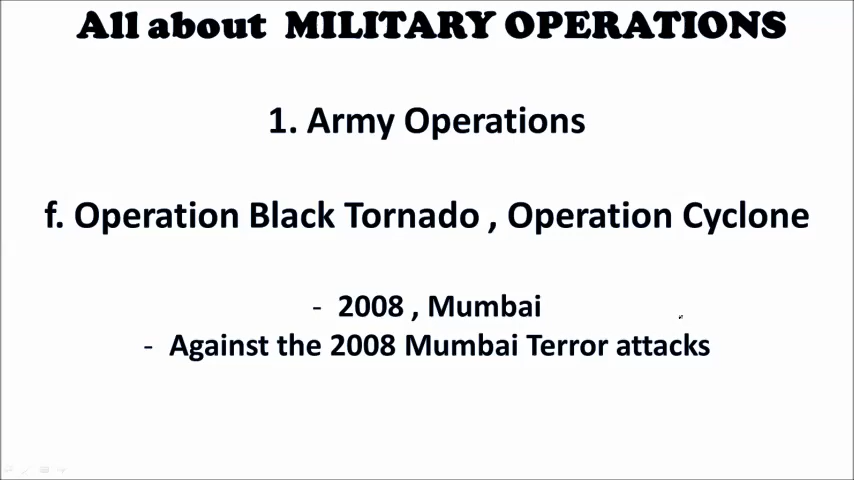 All about MILITARY OPERATIONS
1. Army Operations
f. Operation Black Tornado , Operation Cyclone
- 2008 , Mumbai
- Against the 2008 Mumbai Terror attacks